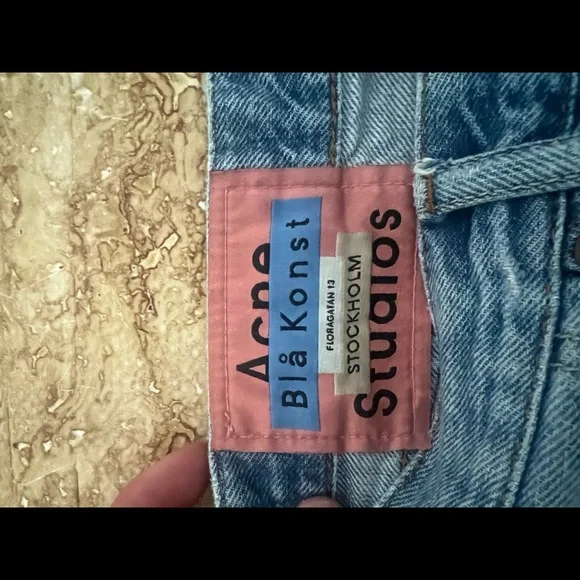 Acne
Blå Konst
FLORAGATAN 13
STOCKHOLM
Studios